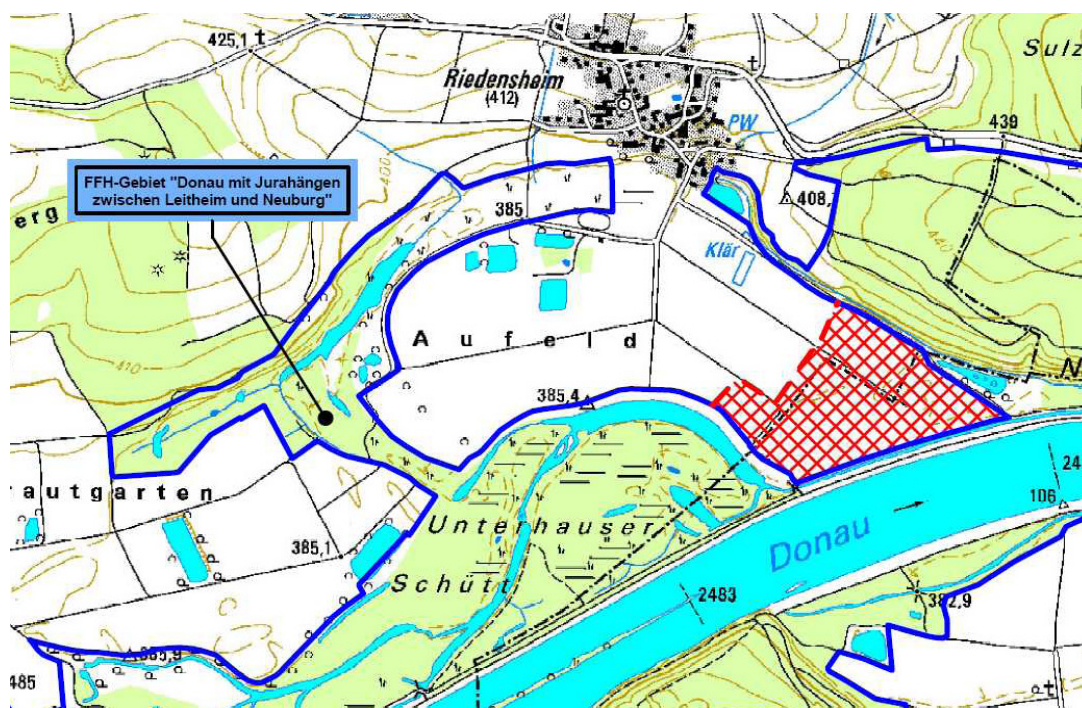 425,1
Riedensheim
(412)
Sulz
PW
439
400
FFH-Gebiet "Donau mit Jurahängen
zwischen Leitheim und Neuburg"
385
408,
erg
Klär
440
410
Aufeld
N
385,4
rautgarten
Unterhauser
24
106
385,1
Donau
Schütt
2483
382,9
385,9
485